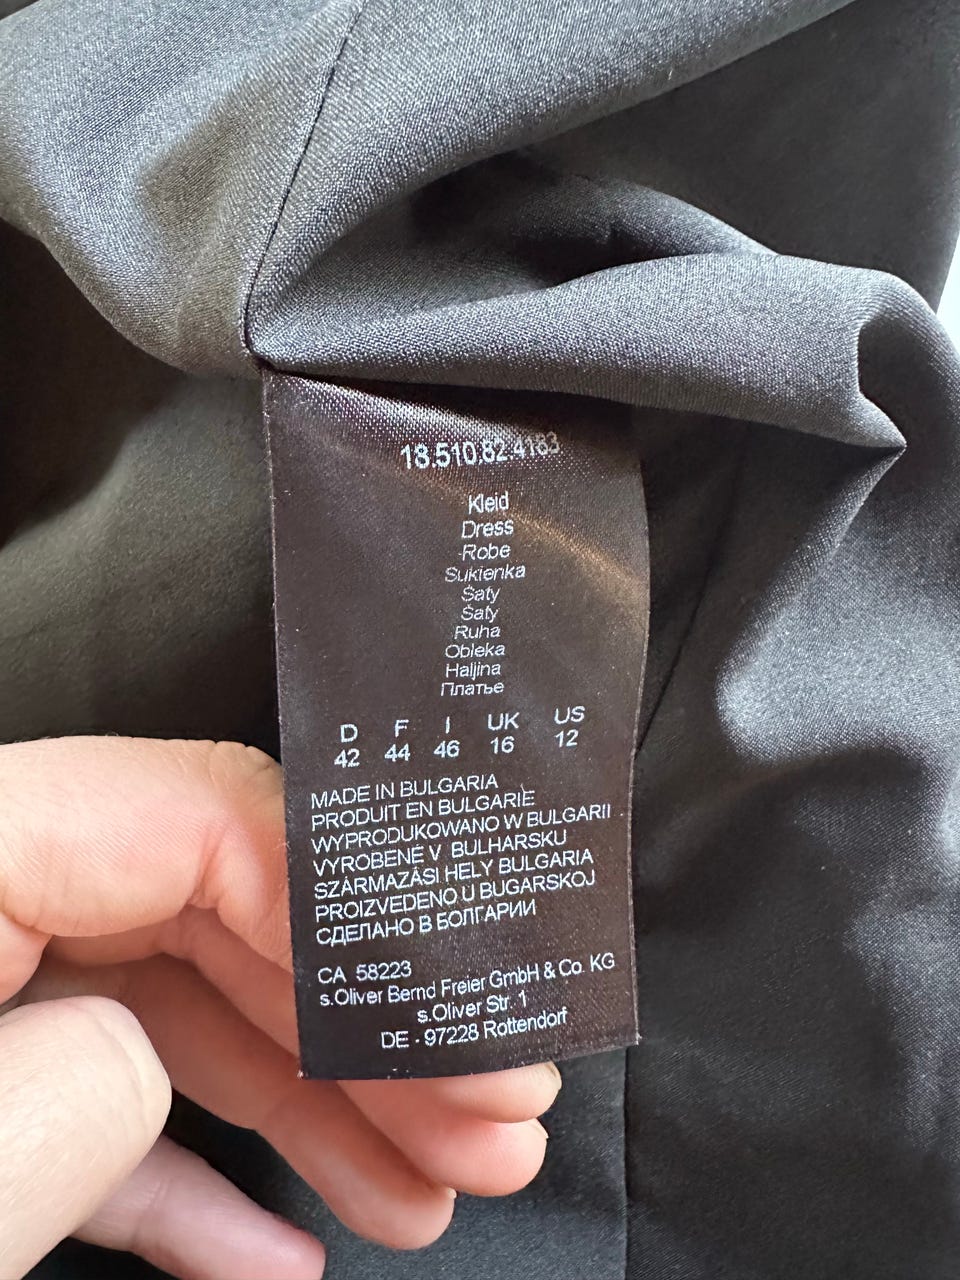 18.510.82.4183
Kleid
Dress
Robe
Sukienka
Šaty
Šaty
Ruha
Obleka
Haljina
Платье
D F I UK US
42 44 46 16 12
MADE IN BULGARIA
PRODUIT EN BULGARIE
WYPRODUKOWANO W BULGARII
VYROBENÉ V BULHARSKU
SZÁRMAZÁSI HELY BULGARIA
PROIZVEDENO U BUGARSKOJ
СДЕЛАНО В БОЛГАРИИ
CA 58223
s.Oliver Bernd Freier GmbH & Co. KG
s.Oliver Str. 1
DE - 97228 Rottendorf